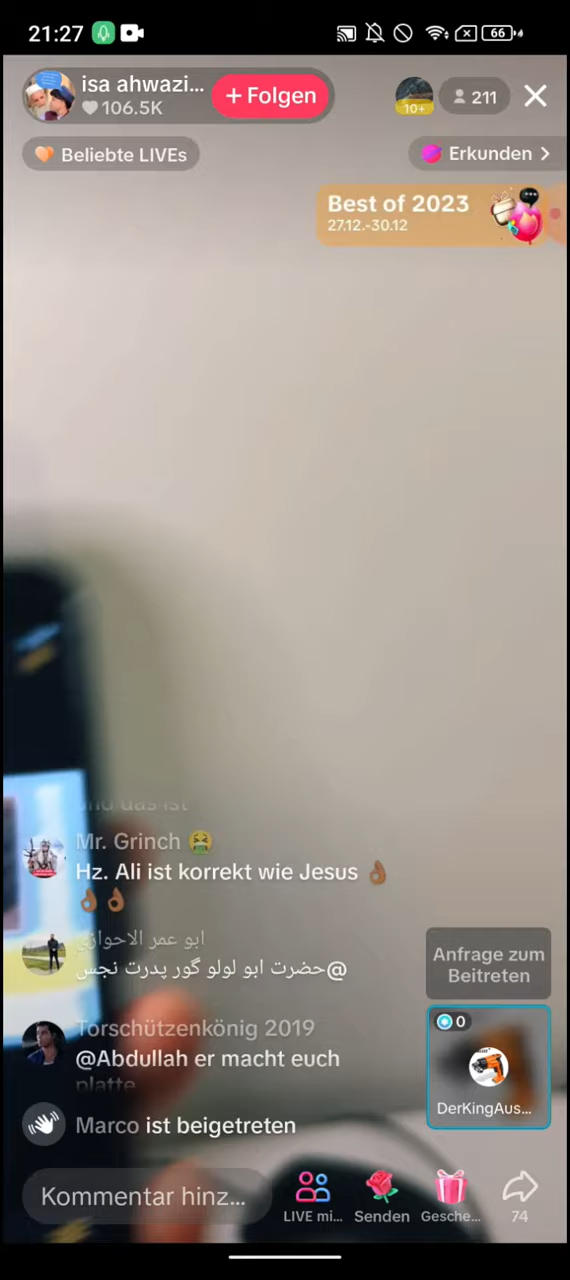 21:27
66
isa ahwazi...
106.5K
+ Folgen
10+
211
Beliebte LIVEs
Erkunden >
Best of 2023
27.12.-30.12
und das ist
Mr. Grinch 🤮
Hz. Ali ist korrekt wie Jesus 👌🏾
👌🏾👌🏾
ابو عمر الاحوازي
@حضرت ابو لولو گور پدرت نجس
Anfrage zum
Beitreten
Torschützenkönig 2019
@Abdullah er macht euch
platte
0
DerKingAus...
Marco ist beigetreten
Kommentar hinz...
LIVE mi...
Senden
Gesche...
74